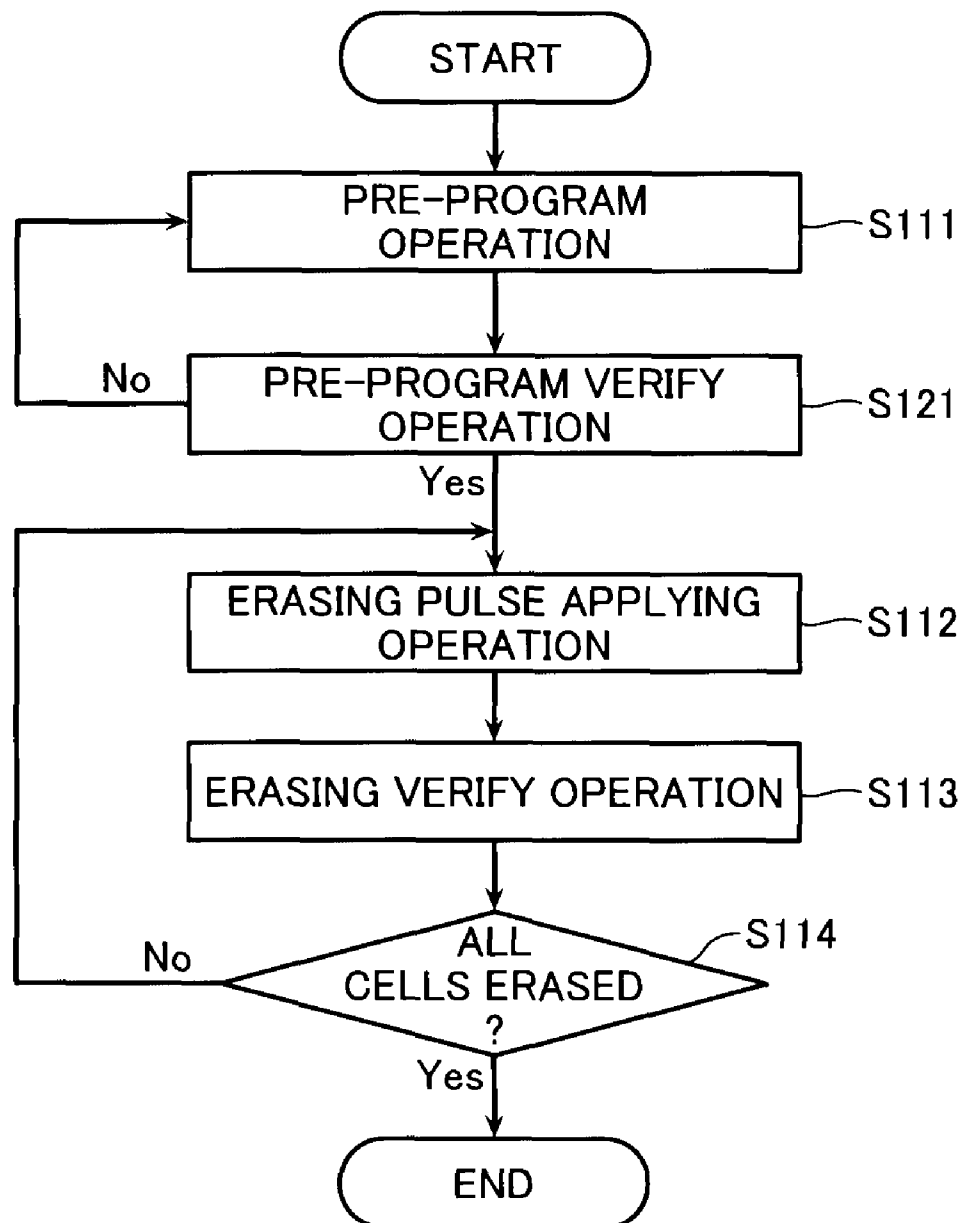 START
PRE-PROGRAM
OPERATION
S111
No
PRE-PROGRAM VERIFY
OPERATION
S121
Yes
ERASING PULSE APPLYING
OPERATION
S112
ERASING VERIFY OPERATION
S113
S114
ALL
No
CELLS ERASED
?
Yes
END